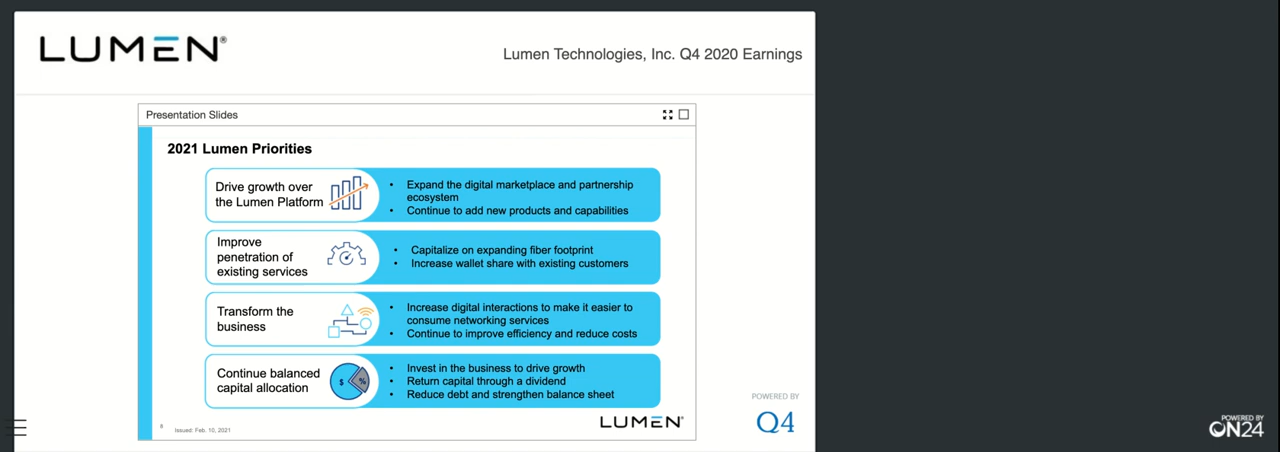 LUMEN®
Lumen Technologies, Inc. Q4 2020 Earnings
Presentation Slides
2021 Lumen Priorities
Drive growth over
the Lumen Platform
• Expand the digital marketplace and partnership
ecosystem
• Continue to add new products and capabilities
Improve
penetration of
existing services
• Capitalize on expanding fiber footprint
• Increase wallet share with existing customers
Transform the
business
• Increase digital interactions to make it easier to
consume networking services
• Continue to improve efficiency and reduce costs
Continue balanced
capital allocation
$ %
• Invest in the business to drive growth
• Return capital through a dividend
• Reduce debt and strengthen balance sheet
8
Issued: Feb. 10, 2021
LUMEN®
POWERED BY
Q4
POWERED BY
ON24